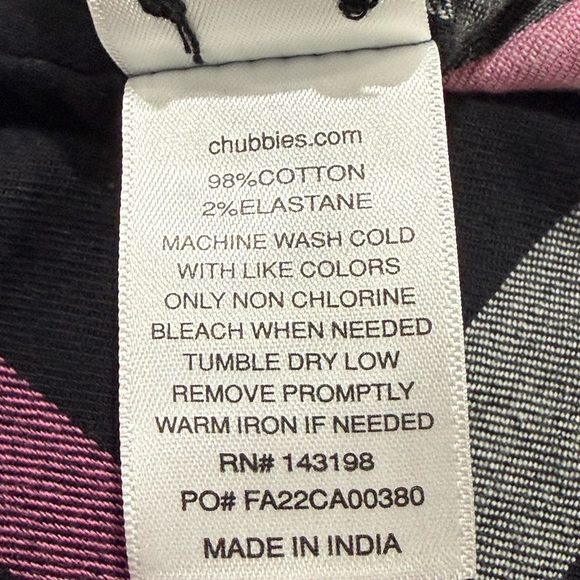 chubbies.com
98%COTTON
2%ELASTANE
MACHINE WASH COLD
WITH LIKE COLORS
ONLY NON CHLORINE
BLEACH WHEN NEEDED
TUMBLE DRY LOW
REMOVE PROMPTLY
WARM IRON IF NEEDED
RN# 143198
PO# FA22CA00380
MADE IN INDIA